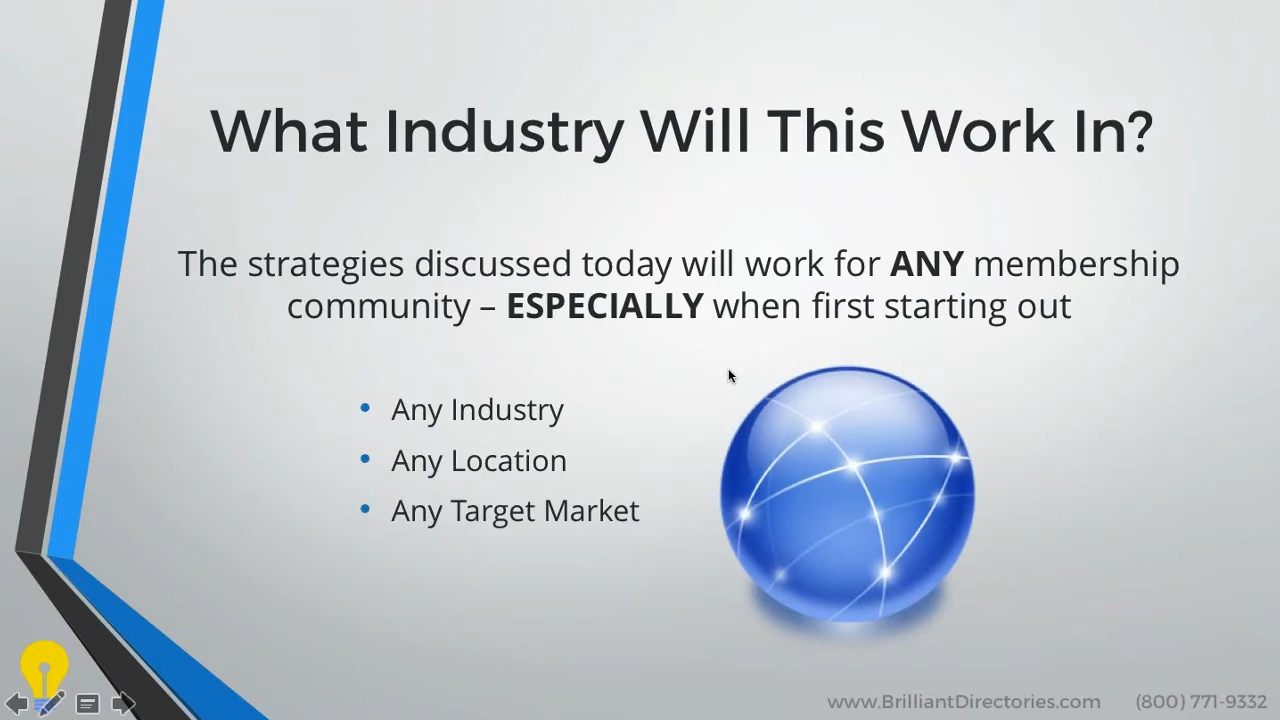 What Industry Will This Work In?
The strategies discussed today will work for ANY membership
community – ESPECIALLY when first starting out
• Any Industry
• Any Location
• Any Target Market
www.BrilliantDirectories.com (800) 771-9332